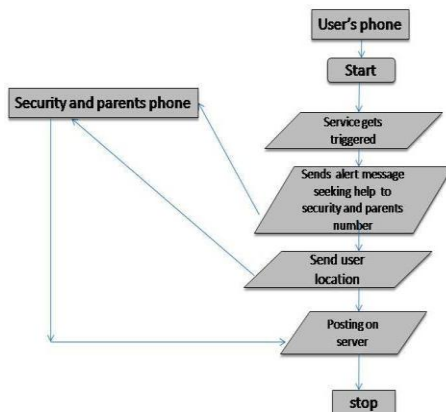 User's phone
Start
Security and parents phone
Service gets
triggered
Sends alert message
seeking help to
security and parents
number
Send user
location
Posting on
server
stop